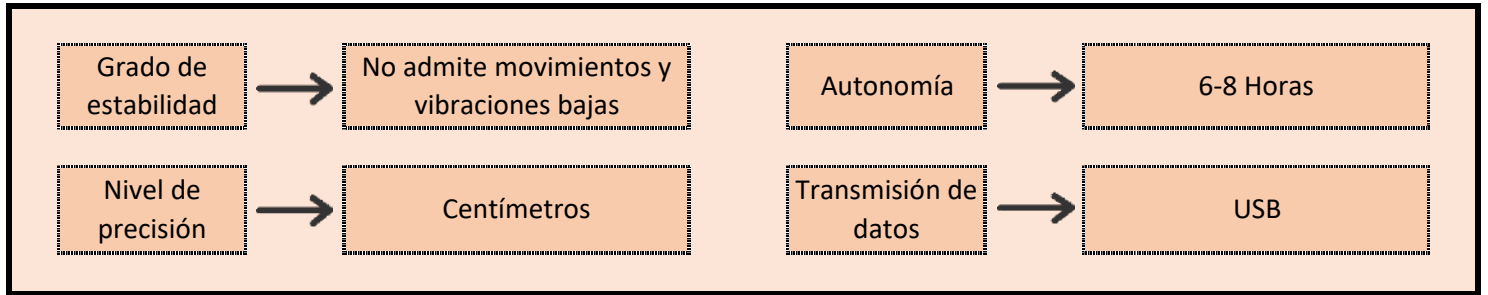 Grado de
estabilidad
No admite movimientos y
vibraciones bajas
Autonomía
6-8 Horas
Nivel de
precisión
Centímetros
Transmisión de
datos
USB